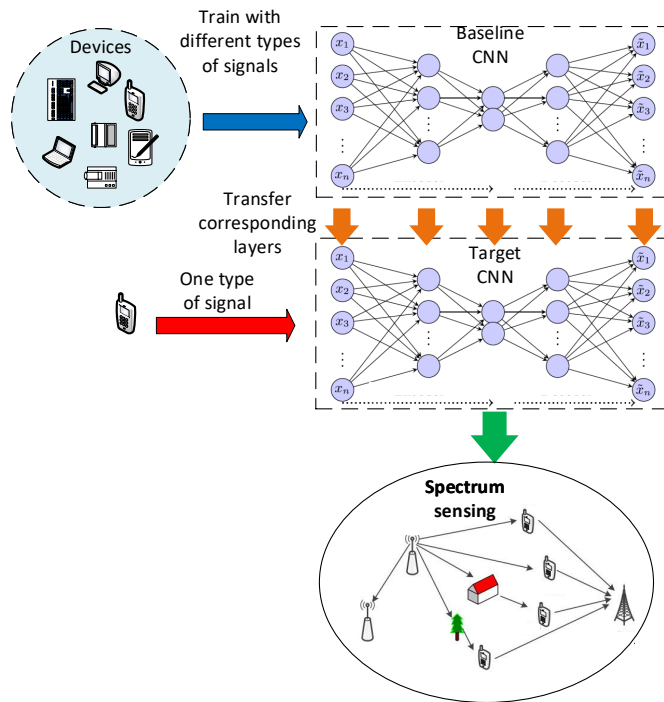 Devices
Train with
different types
of signals
Baseline
CNN
x1
x2
x3
⋮
xn
x̃1
x̃2
x̃3
⋮
x̃n
Transfer
corresponding
layers
One type
of signal
Target
CNN
x1
x2
x3
⋮
xn
x̃1
x̃2
x̃3
⋮
x̃n
Spectrum
sensing